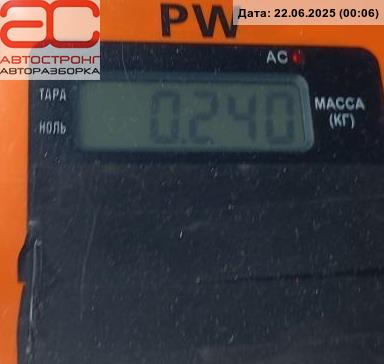 Дата: 22.06.2025 (00:06)
PW
АС
АВТОСТРОНГ
АВТОРАЗБОРКА
AC
ТАРА
НОЛЬ
0.240
МАССА
(КГ)